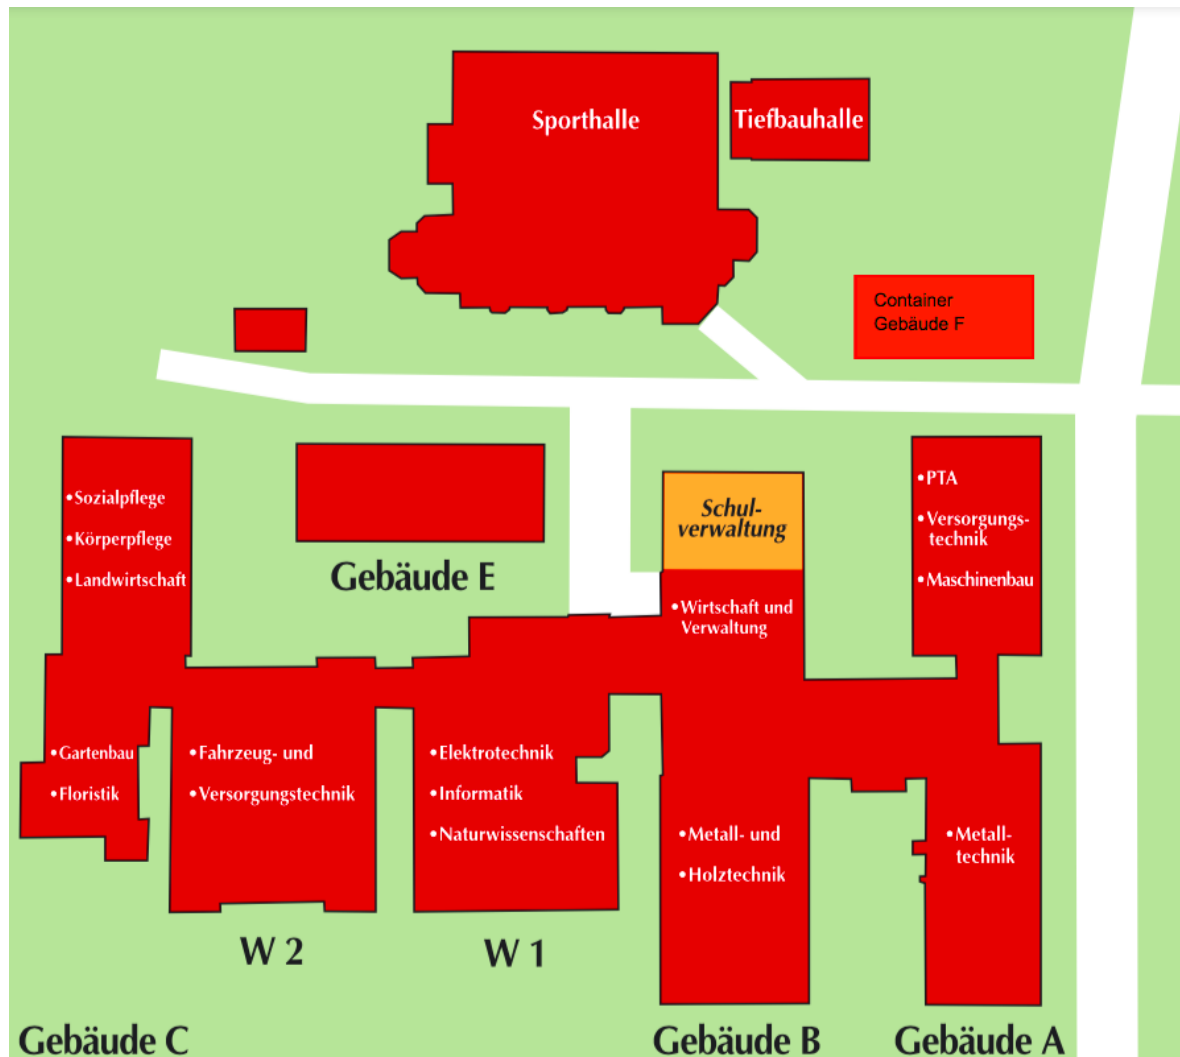 Sporthalle
Tiefbauhalle
Container
Gebäude F
•Sozialpflege
•Körperpflege
•Landwirtschaft
Gebäude E
Schul-
verwaltung
•Wirtschaft und
Verwaltung
•PTA
•Versorgungs-
technik
•Maschinenbau
•Gartenbau
•Floristik
•Fahrzeug- und
•Versorgungstechnik
•Elektrotechnik
•Informatik
•Naturwissenschaften
•Metall- und
•Holztechnik
•Metall-
technik
W 2
W 1
Gebäude C
Gebäude B
Gebäude A